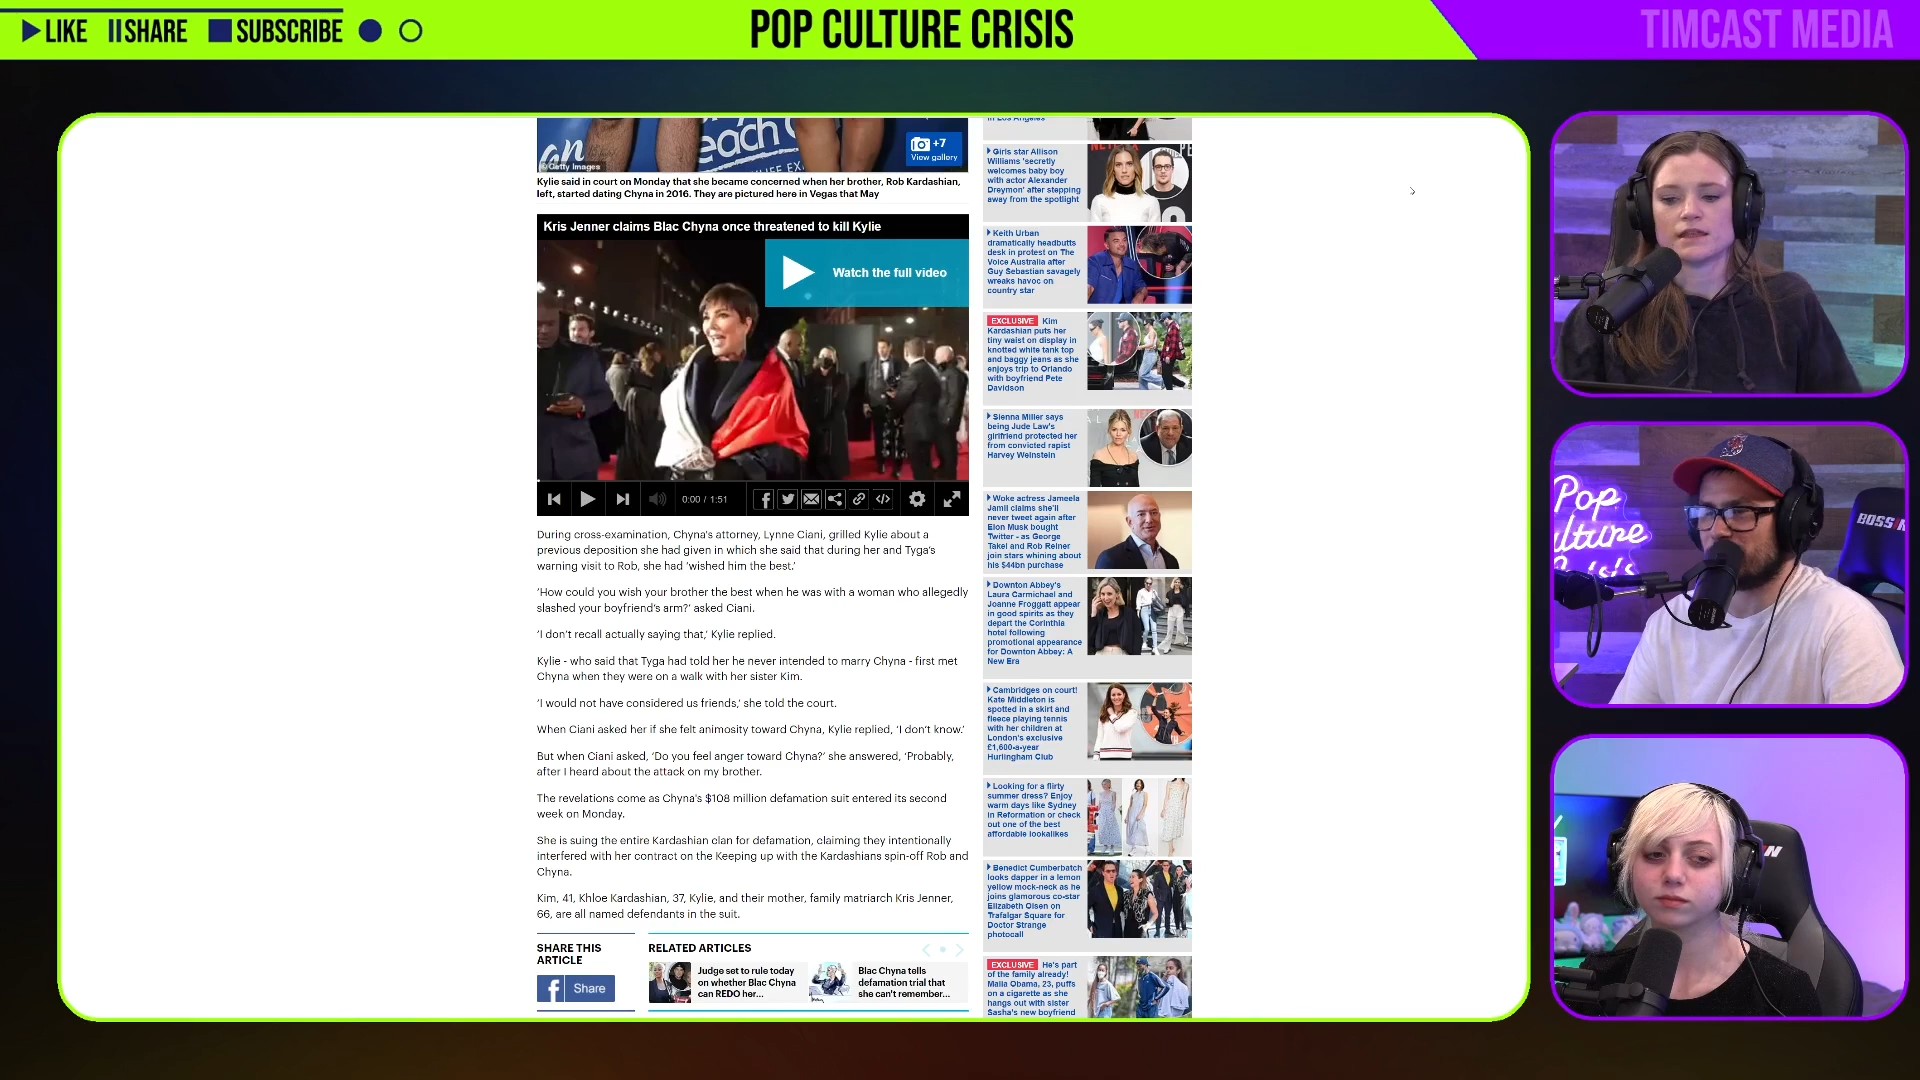 LIKE SHARE SUBSCRIBE
POP CULTURE CRISIS
TIMCAST MEDIA
an
each
LIFE EX
Getty Images
+7
View gallery
Kylie said in court on Monday that she became concerned when her brother, Rob Kardashian,
left, started dating Chyna in 2016. They are pictured here in Vegas that May
Kris Jenner claims Blac Chyna once threatened to kill Kylie
Watch the full video
0:00 / 1:51
During cross-examination, Chyna's attorney, Lynne Ciani, grilled Kylie about a
previous deposition she had given in which she said that during her and Tyga's
warning visit to Rob, she had 'wished him the best.'
'How could you wish your brother the best when he was with a woman who allegedly
slashed your boyfriend's arm?' asked Ciani.
'I don't recall actually saying that,' Kylie replied.
Kylie - who said that Tyga had told her he never intended to marry Chyna - first met
Chyna when they were on a walk with her sister Kim.
'I would not have considered us friends,' she told the court.
When Ciani asked her if she felt animosity toward Chyna, Kylie replied, 'I don't know.'
But when Ciani asked, 'Do you feel anger toward Chyna?' she answered, 'Probably,
after I heard about the attack on my brother.
The revelations come as Chyna's $108 million defamation suit entered its second
week on Monday.
She is suing the entire Kardashian clan for defamation, claiming they intentionally
interfered with her contract on the Keeping up with the Kardashians spin-off Rob and
Chyna.
Kim, 41, Khloe Kardashian, 37, Kylie, and their mother, family matriarch Kris Jenner,
66, are all named defendants in the suit.
SHARE THIS
ARTICLE
Share
RELATED ARTICLES
Judge set to rule today
on whether Blac Chyna
can REDO her...
Blac Chyna tells
defamation trial that
she can't remember...
in Los Angeles
Girls star Allison
Williams 'secretly
welcomes baby boy
with actor Alexander
Dreymon' after stepping
away from the spotlight
Keith Urban
dramatically headbutts
desk in protest on The
Voice Australia after
Guy Sebastian savagely
wreaks havoc on
country star
EXCLUSIVE Kim
Kardashian puts her
tiny waist on display in
knotted white tank top
and baggy jeans as she
enjoys trip to Orlando
with boyfriend Pete
Davidson
Sienna Miller says
being Jude Law's
girlfriend protected her
from convicted rapist
Harvey Weinstein
Woke actress Jameela
Jamil claims she'll
never tweet again after
Elon Musk bought
Twitter - as George
Takei and Rob Reiner
join stars whining about
his $44bn purchase
Downton Abbey's
Laura Carmichael and
Joanne Froggatt appear
in good spirits as they
depart the Corinthia
hotel following
promotional appearance
for Downton Abbey: A
New Era
Cambridges on court!
Kate Middleton is
spotted in a skirt and
fleece playing tennis
with her children at
London's exclusive
£1,600-a-year
Hurlingham Club
Looking for a flirty
summer dress? Enjoy
warm days like Sydney
in Reformation or check
out one of the best
affordable lookalikes
Benedict Cumberbatch
looks dapper in a lemon
yellow mock-neck as he
joins glamorous co-star
Elizabeth Olsen on
Trafalgar Square for
Doctor Strange
photocall
EXCLUSIVE He's part
of the family already!
Malia Obama, 23, puffs
on a cigarette as she
hangs out with sister
Sasha's new boyfriend
Pop